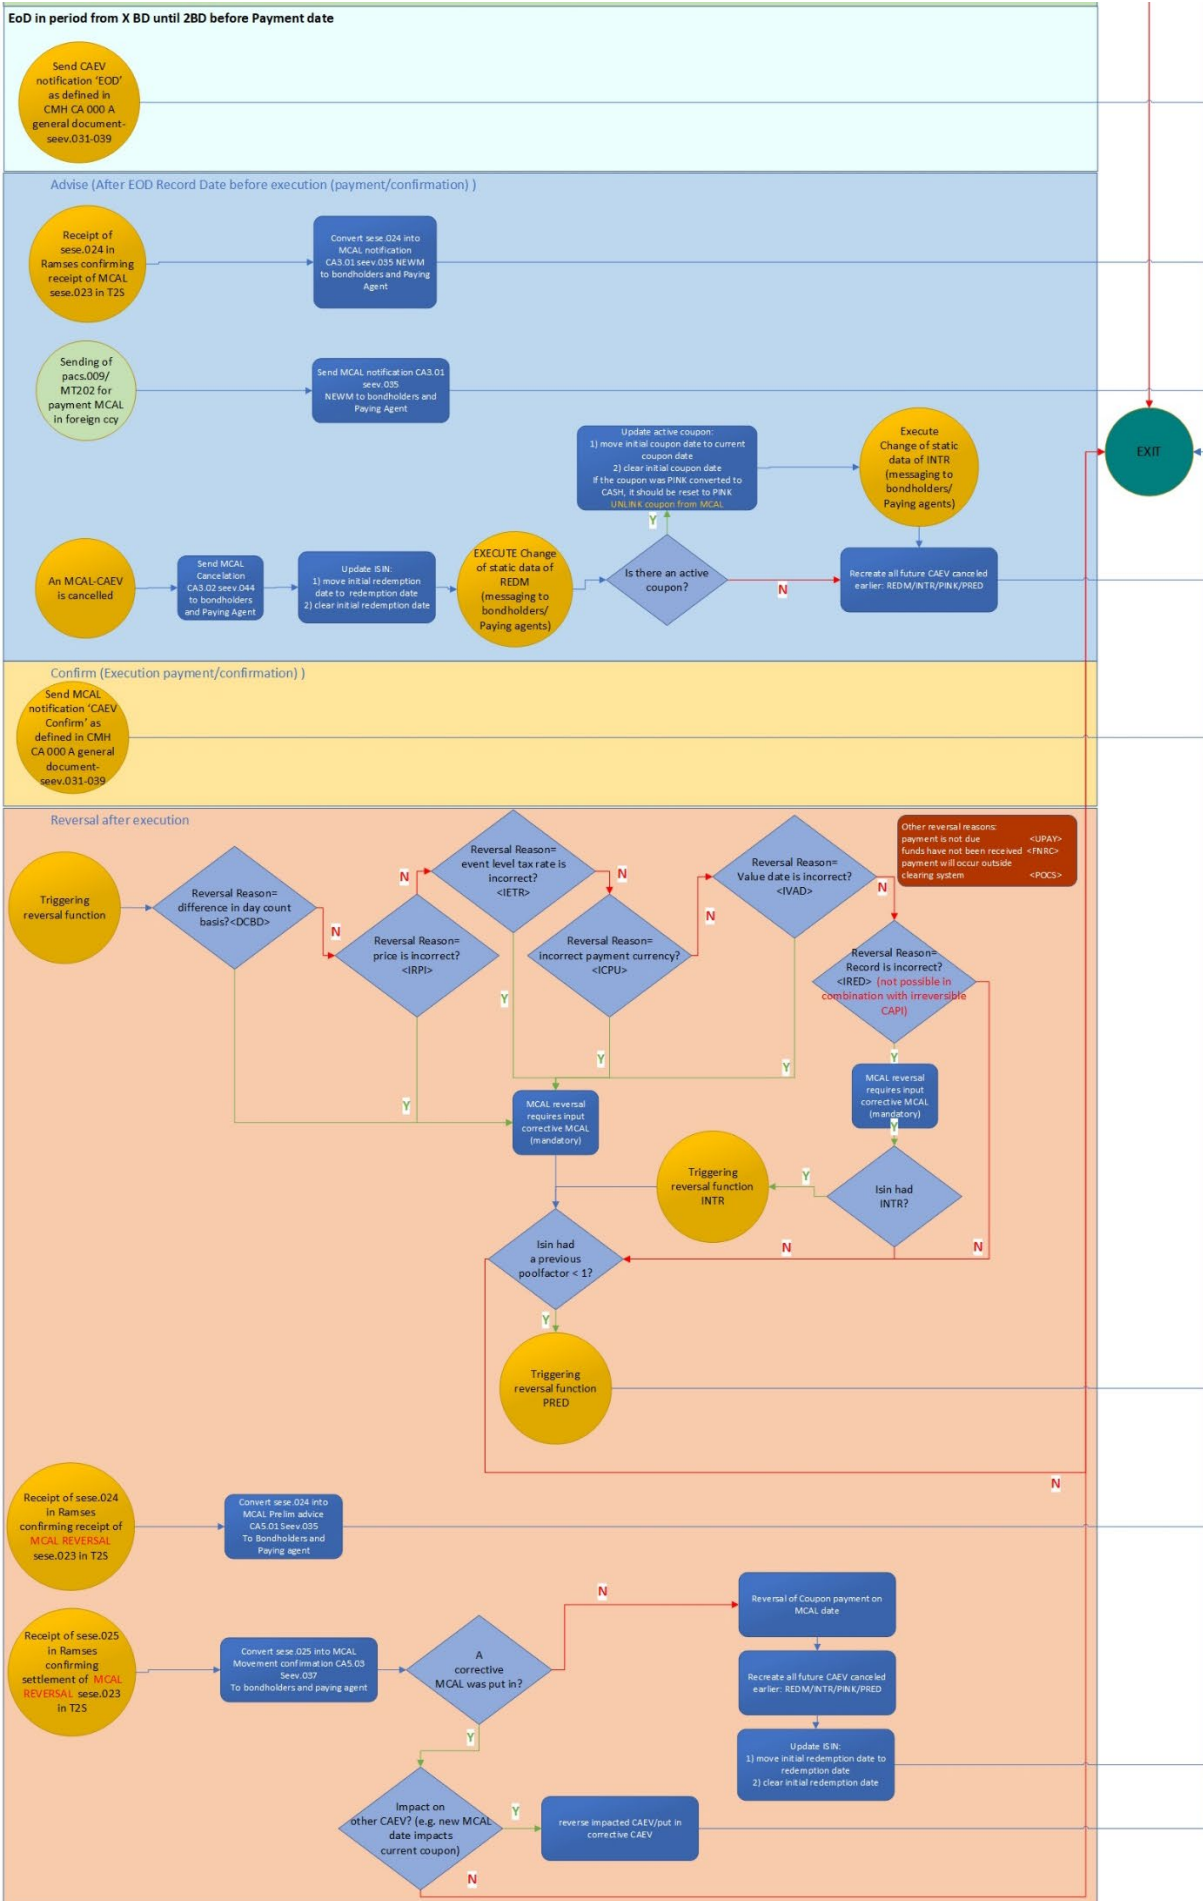 EoD in period from X BD until 2BD before Payment date
Send CAEV
notification ‘EOD’
as defined in
CMH CA 000 A
general document-
seev.031-039
Advise (After EOD Record Date before execution (payment/confirmation) )
Receipt of
sese.024 in
Ramses confirming
receipt of MCAL
sese.023 in T2S
Convert sese.024 into
MCAL notification
CA3.01 seev.035 NEWM
to bondholders and Paying
Agent
Sending of
pacs.009/
MT202 for
payment MCAL
in foreign ccy
Send MCAL notification CA3.01
seev.035
NEWM to bondholders and
Paying Agent
Update active coupon:
1) move initial coupon date to current
coupon date
2) clear initial coupon date
If the coupon was PINK converted to
CASH, it should be reset to PINK
UNLINK coupon from MCAL
Execute
Change of static
data of INTR
(messaging to
bondholders/
Paying agents)
EXIT
Y
An MCAL-CAEV
is cancelled
Send MCAL
Cancelation
CA3.02 seev.044
to bondholders
and Paying Agent
Update ISIN:
1) move initial redemption
date to redemption date
2) clear initial redemption date
EXECUTE Change
of static data of
REDM
(messaging to
bondholders/
Paying agents)
Is there an active
coupon?
N
Recreate all future CAEV canceled
earlier: REDM/INTR/PINK/PRED
Confirm (Execution payment/confirmation) )
Send MCAL
notification ‘CAEV
Confirm’ as
defined in CMH
CA 000 A general
document-
seev.031-039
Reversal after execution
Triggering
reversal function
Reversal Reason=
difference in day count
basis?<DCBD>
N
Reversal Reason=
price is incorrect?
<IRPI>
N
Reversal Reason=
event level tax rate is
incorrect?
<IETR>
N
Reversal Reason=
incorrect payment currency?
<ICPU>
N
Reversal Reason=
Value date is incorrect?
<IVAD>
N
Other reversal reasons:
payment is not due <UPAY>
funds have not been received <FNRC>
payment will occur outside
clearing system <POCS>
Reversal Reason=
Record is incorrect?
<IRED> (not possible in
combination with irreversible
CAPI)
Y
Y
Y
Y
Y
MCAL reversal
requires input
corrective MCAL
(mandatory)
MCAL reversal
requires input
corrective MCAL
(mandatory)
Y
Triggering
reversal function
INTR
Y
Isin had
INTR?
N
N
Isin had
a previous
poolfactor < 1?
Y
Triggering
reversal function
PRED
N
Receipt of sese.024
in Ramses
confirming receipt of
MCAL REVERSAL
sese.023 in T2S
Convert sese.024 into
MCAL Prelim advice
CA5.01 Seev.035
To Bondholders and
Paying agent
Receipt of sese.025
in Ramses
confirming
settlement of MCAL
REVERSAL sese.023
in T2S
Convert sese.025 into MCAL
Movement confirmation CA5.03
Seev.037
To bondholders and paying agent
A
corrective
MCAL was put in?
N
Reversal of Coupon payment on
MCAL date
Recreate all future CAEV canceled
earlier: REDM/INTR/PINK/PRED
Update ISIN:
1) move initial redemption date to
redemption date
2) clear initial redemption date
Y
Impact on
other CAEV? (e.g. new MCAL
date impacts
current coupon)
Y
reverse impacted CAEV/put in
corrective CAEV
N